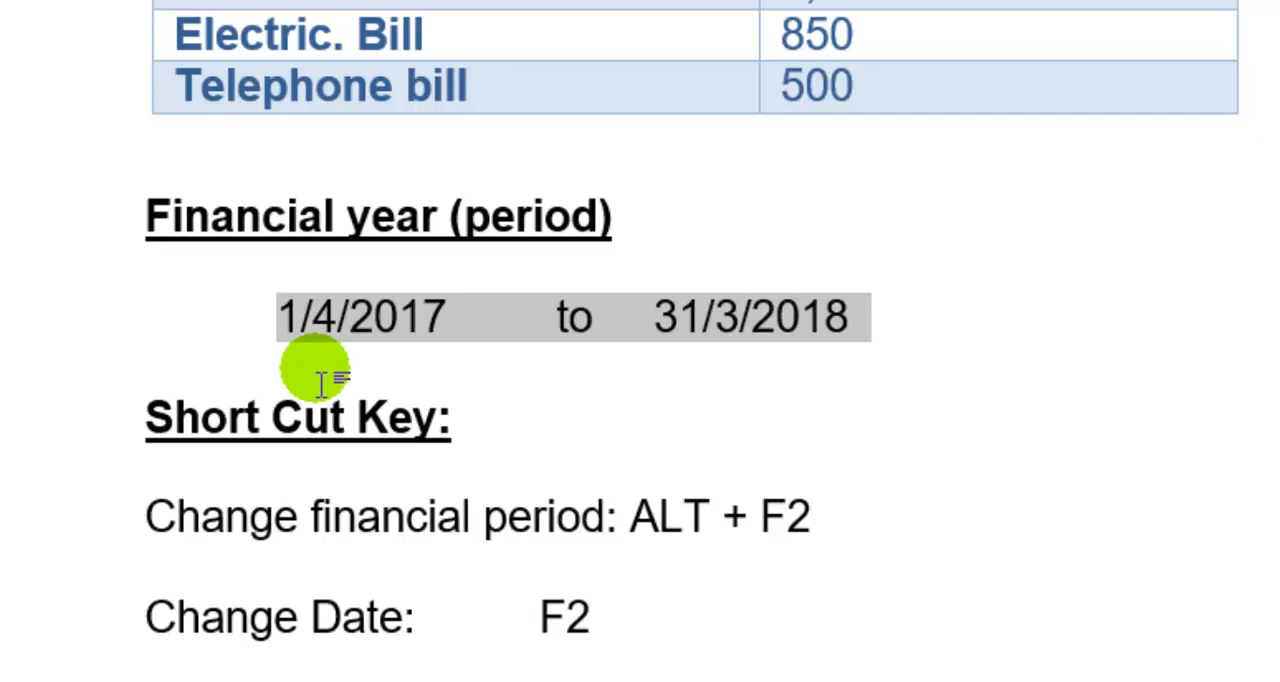 Electric. Bill 850
Telephone bill 500
Financial year (period)
1/4/2017 to 31/3/2018
Short Cut Key:
Change financial period: ALT + F2
Change Date: F2